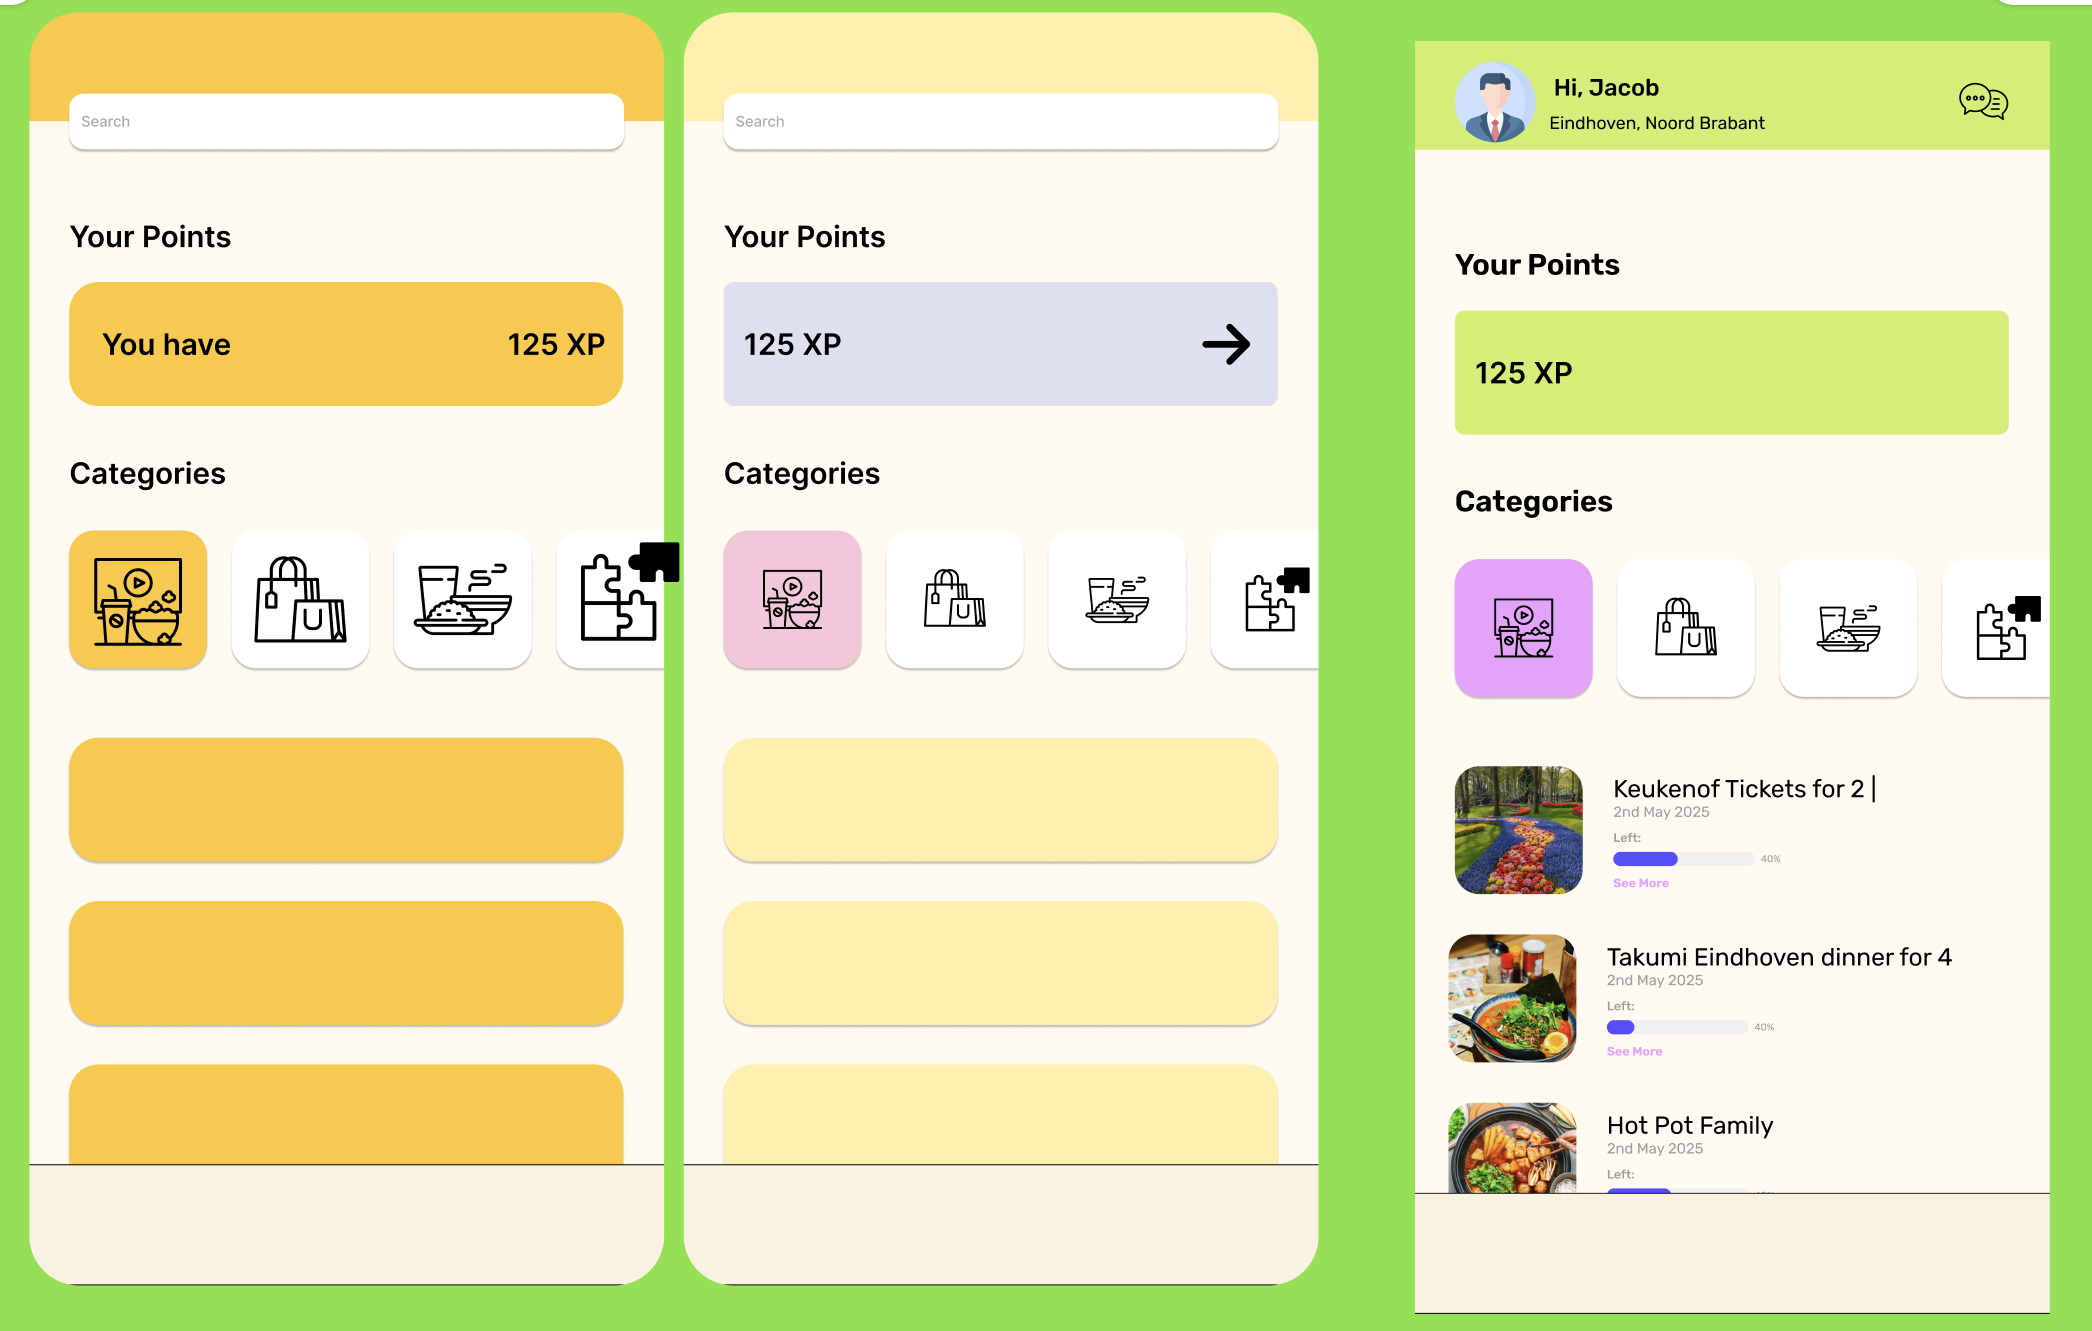 Search
Your Points
You have 125 XP
Categories
Search
Your Points
125 XP
Categories
Hi, Jacob
Eindhoven, Noord Brabant
Your Points
125 XP
Categories
Keukenof Tickets for 2 |
2nd May 2025
Left:
40%
See More
Takumi Eindhoven dinner for 4
2nd May 2025
Left:
40%
See More
Hot Pot Family
2nd May 2025
Left: